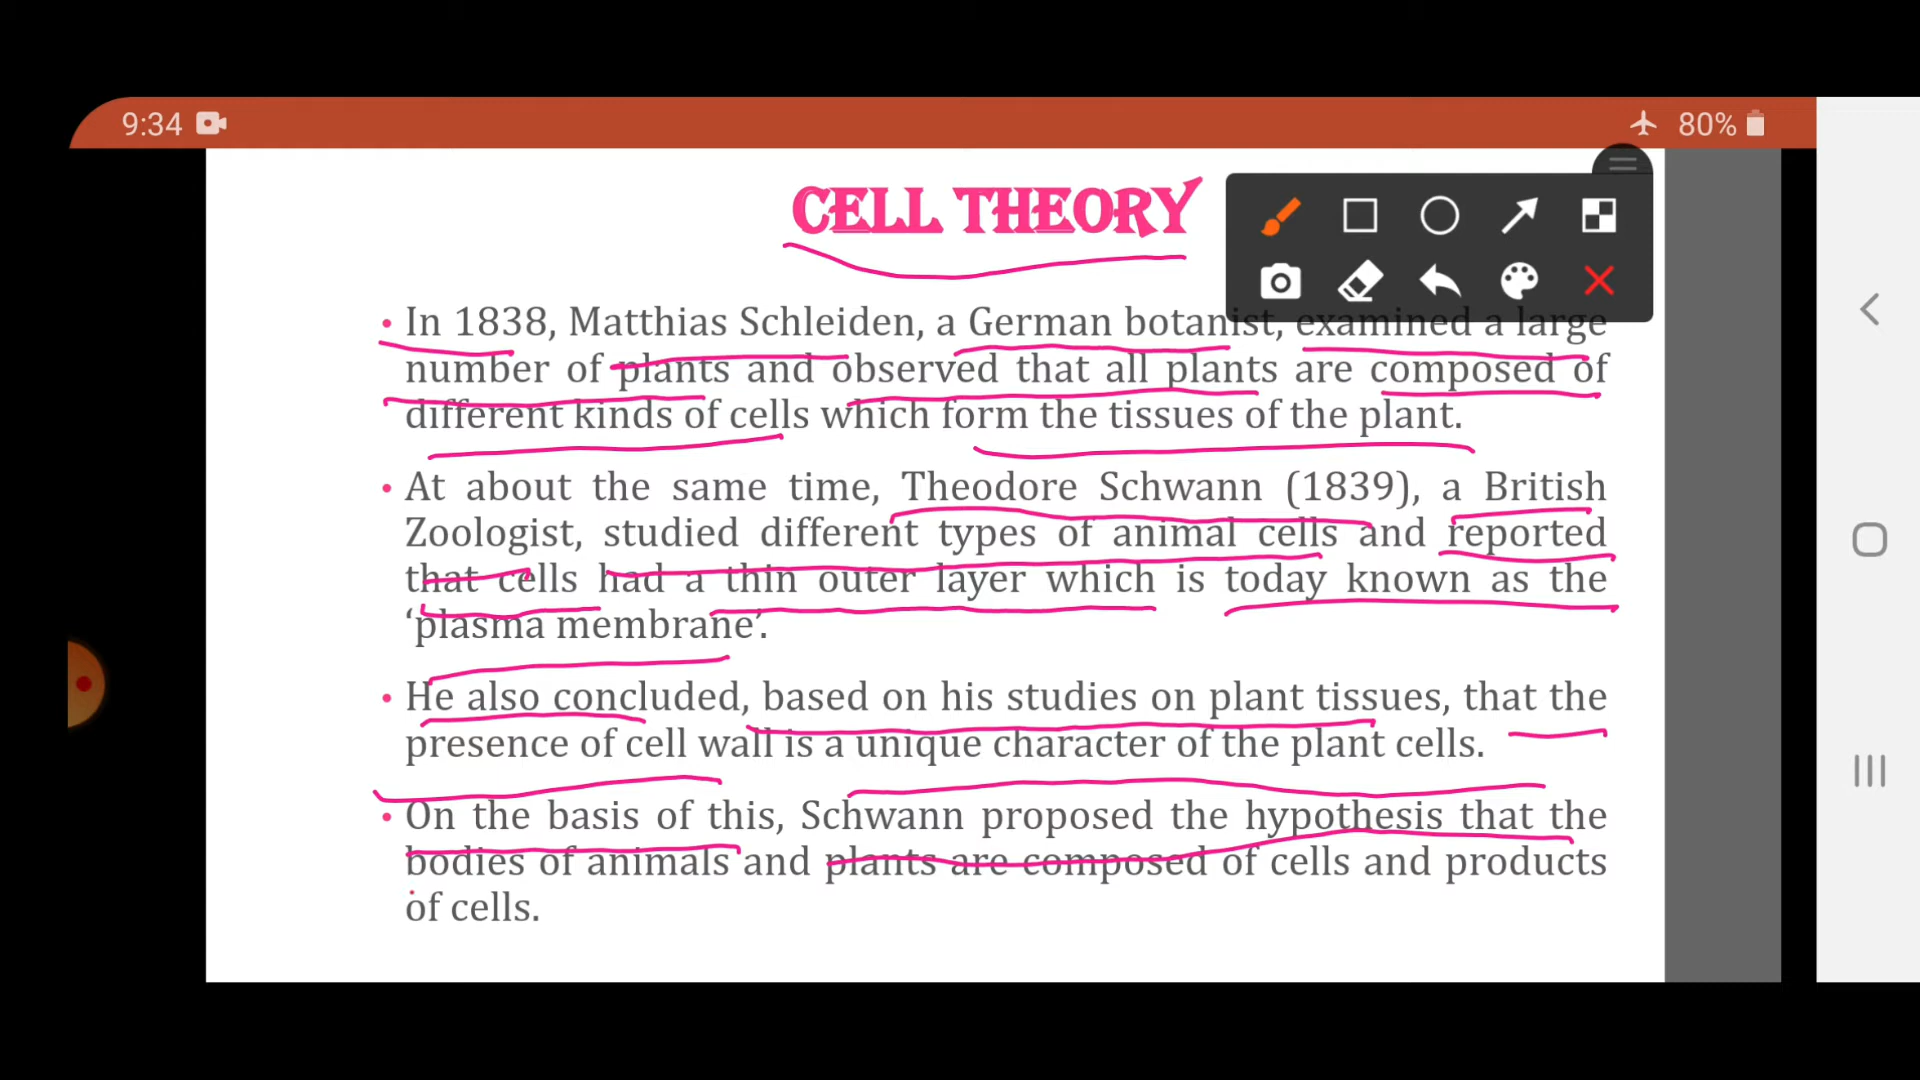 9:34
80%
CELL THEORY
• In 1838, Matthias Schleiden, a German botanist, examined a large
number of plants and observed that all plants are composed of
different kinds of cells which form the tissues of the plant.
• At about the same time, Theodore Schwann (1839), a British
Zoologist, studied different types of animal cells and reported
that cells had a thin outer layer which is today known as the
‘plasma membrane’.
• He also concluded, based on his studies on plant tissues, that the
presence of cell wall is a unique character of the plant cells.
• On the basis of this, Schwann proposed the hypothesis that the
bodies of animals and plants are composed of cells and products
of cells.